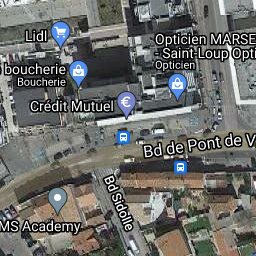 Lidl
Opticien MARSE
- Saint-Loup Opti
Opticien
boucherie
Boucherie
Crédit Mutuel
€
Bd de Pont de V
Bd Sidolle
MS Academy